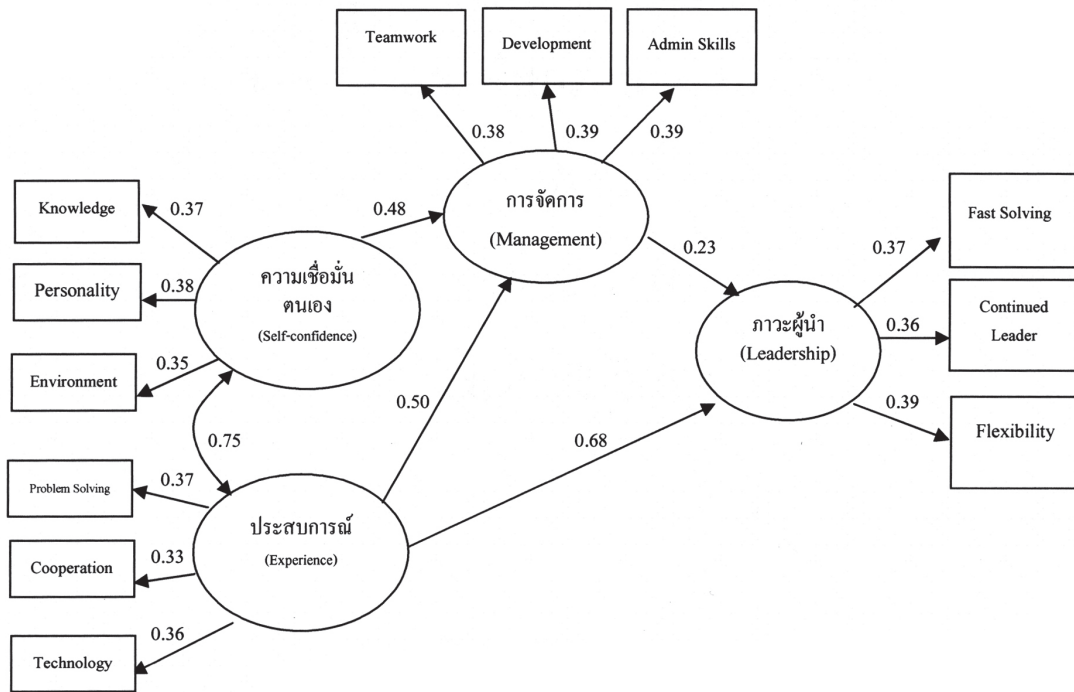 Teamwork
Development
Admin Skills
0.38
0.39
0.39
Knowledge
0.37
Personality
0.38
Environment
0.35
ความเชื่อมั่น
ตนเอง
(Self-confidence)
0.48
การจัดการ
(Management)
0.23
0.75
0.50
0.68
Problem Solving
0.37
Cooperation
0.33
Technology
0.36
ประสบการณ์
(Experience)
ภาวะผู้นำ
(Leadership)
0.37
Fast Solving
0.36
Continued
Leader
0.39
Flexibility